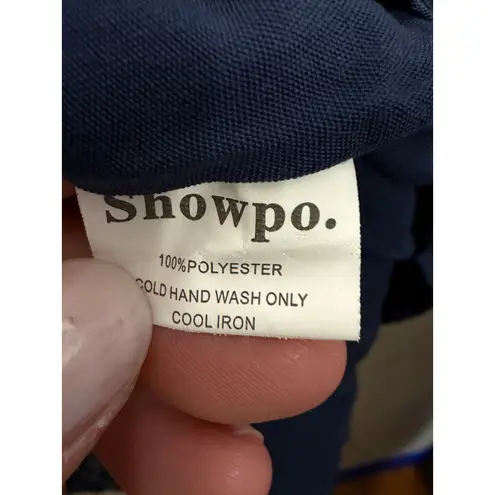 Showpo.
100%POLYESTER
COLD HAND WASH ONLY
COOL IRON